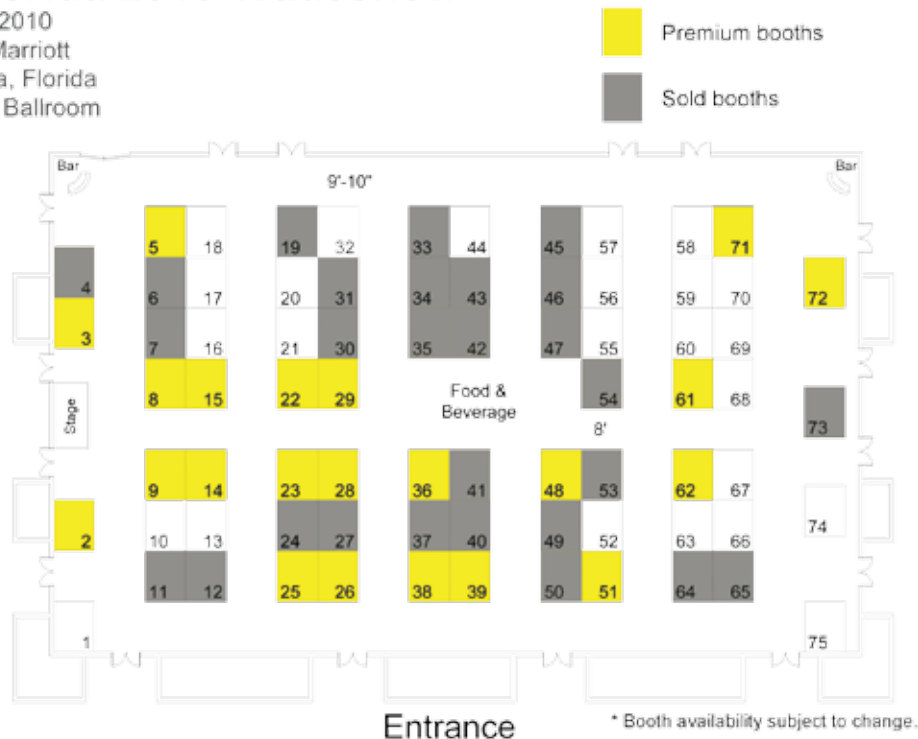 2010
Marriott
, Florida
Ballroom
Premium booths
Sold booths
Bar
Bar
9'-10"
5 18 19 32 33 44 45 57 58 71
4 6 17 20 31 34 43 46 56 59 70 72
3 7 16 21 30 35 42 47 55 60 69
8 15 22 29 Food & 54 61 68 73
Beverage
Stage
8'
9 14 23 28 36 41 48 53 62 67
2 10 13 24 27 37 40 49 52 63 66 74
11 12 25 26 38 39 50 51 64 65
1 75
Entrance
* Booth availability subject to change.